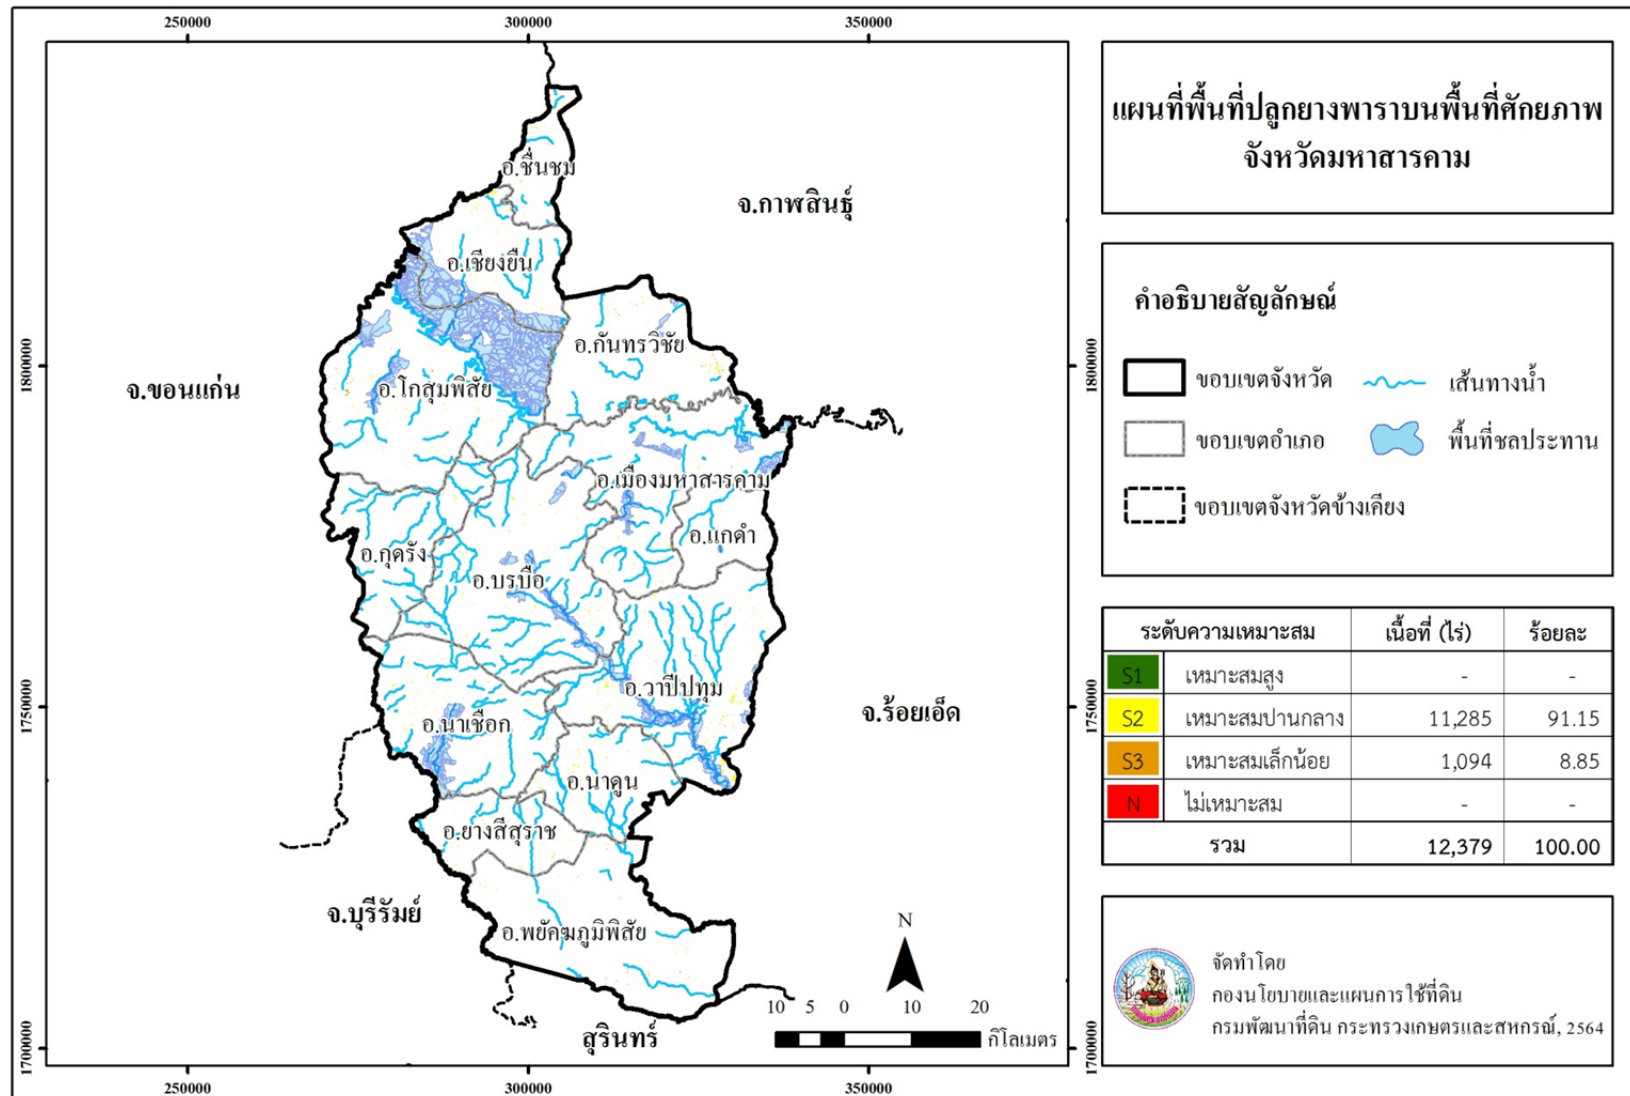 250000
300000
350000
แผนที่พื้นที่ปลูกยางพาราบนพื้นที่ศักยภาพ
จังหวัดมหาสารคาม
อ.ชื่นชม
จ.กาฬสินธุ์
อ.เชียงยืน
คำอธิบายสัญลักษณ์
อ.กันทรวิชัย
1800000
1800000
จ.ขอนแก่น
อ.โกสุมพิสัย
ขอบเขตจังหวัด
เส้นทางน้ำ
ขอบเขตอำเภอ
พื้นที่ชลประทาน
ขอบเขตจังหวัดข้างเคียง
อ.เมืองมหาสารคาม
อ.แกดำ
อ.กุดรัง
อ.บรบือ
ระดับความเหมาะสม เนื้อที่ (ไร่) ร้อยละ
S1 เหมาะสมสูง - -
S2 เหมาะสมปานกลาง 11,285 91.15
S3 เหมาะสมเล็กน้อย 1,094 8.85
N ไม่เหมาะสม - -
รวม 12,379 100.00
อ.วาปีปทุม
1750000
1750000
จ.ร้อยเอ็ด
อ.นาเชือก
อ.นาดูน
อ.ยางสีสุราช
จ.บุรีรัมย์
อ.พยัคฆภูมิพิสัย
N
10 5 0 10 20
กิโลเมตร
สุรินทร์
1700000
1700000
250000
300000
350000
จัดทำโดย
กองนโยบายและแผนการใช้ที่ดิน
กรมพัฒนาที่ดิน กระทรวงเกษตรและสหกรณ์, 2564